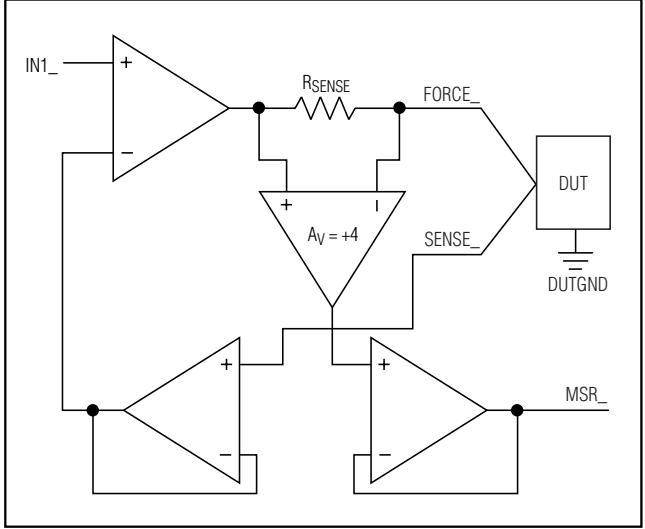 IN1_
+
−
RSENSE
FORCE_
DUT
+
−
AV = +4
SENSE_
DUTGND
+
−
+
−
MSR_